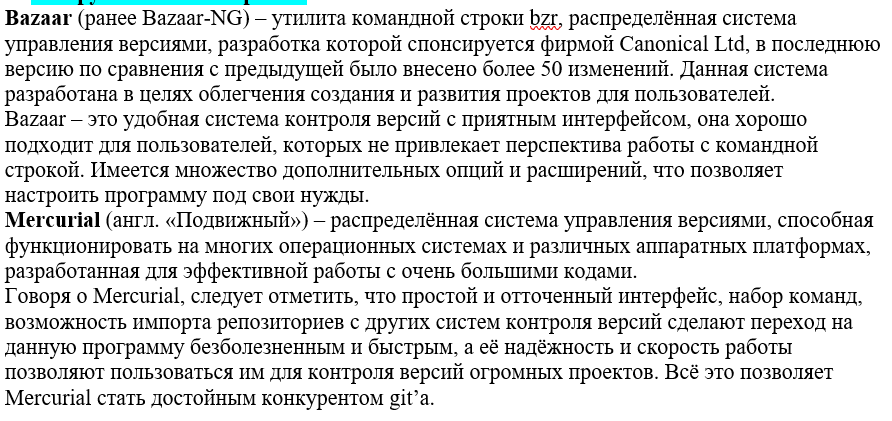 Bazaar (ранее Bazaar-NG) – утилита командной строки bzr, распределённая система
управления версиями, разработка которой спонсируется фирмой Canonical Ltd, в последнюю
версию по сравнения с предыдущей было внесено более 50 изменений. Данная система
разработана в целях облегчения создания и развития проектов для пользователей.
Bazaar – это удобная система контроля версий с приятным интерфейсом, она хорошо
подходит для пользователей, которых не привлекает перспектива работы с командной
строкой. Имеется множество дополнительных опций и расширений, что позволяет
настроить программу под свои нужды.
Mercurial (англ. «Подвижный») – распределённая система управления версиями, способная
функционировать на многих операционных системах и различных аппаратных платформах,
разработанная для эффективной работы с очень большими кодами.
Говоря о Mercurial, следует отметить, что простой и отточенный интерфейс, набор команд,
возможность импорта репозиториев с других систем контроля версий сделают переход на
данную программу безболезненным и быстрым, а её надёжность и скорость работы
позволяют пользоваться им для контроля версий огромных проектов. Всё это позволяет
Mercurial стать достойным конкурентом git’а.